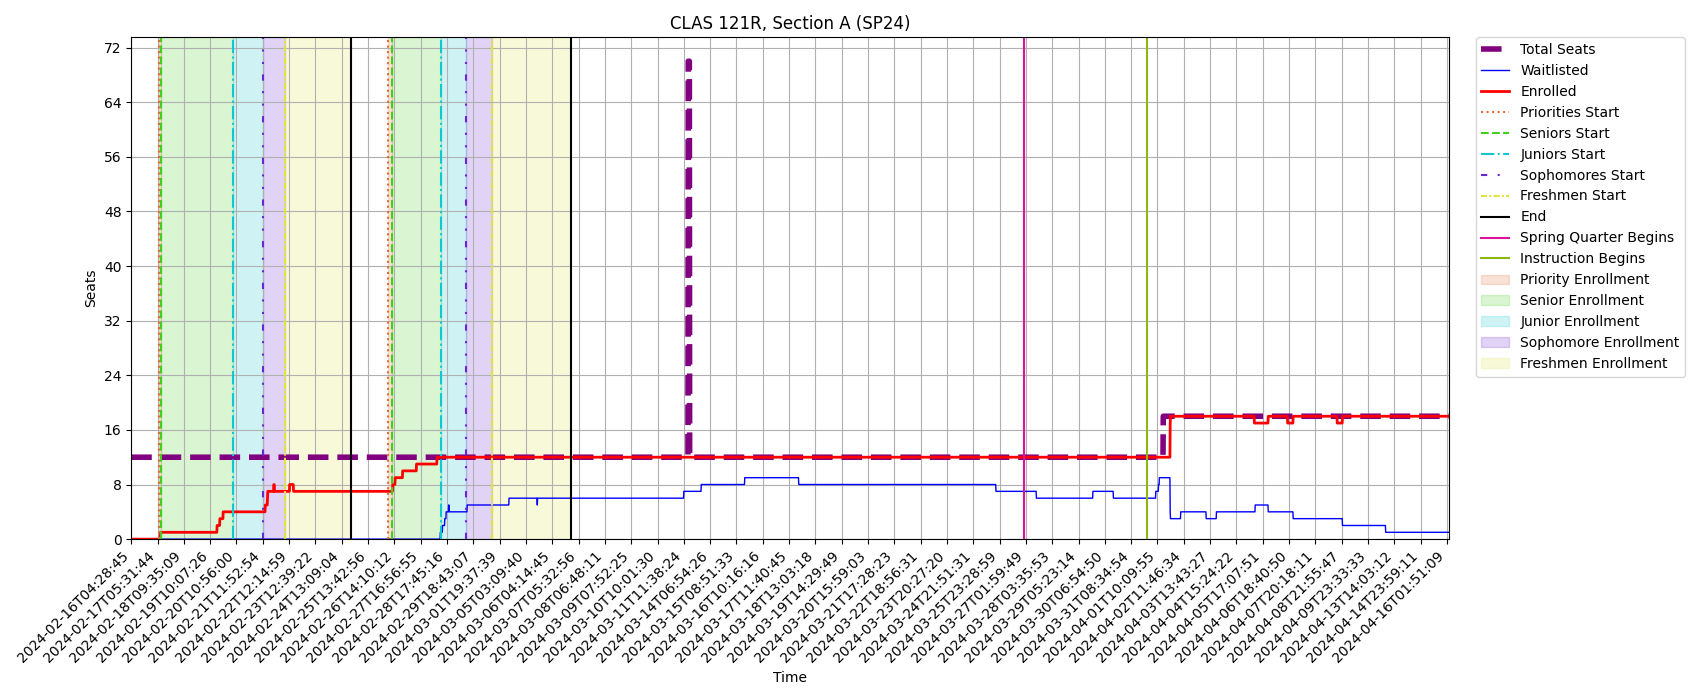 CLAS 121R, Section A (SP24)
Seats
72
64
56
48
40
32
24
16
8
0
2024-02-16T04:28:45
2024-02-17T05:31:44
2024-02-18T09:35:09
2024-02-19T10:07:26
2024-02-20T10:56:00
2024-02-21T11:52:54
2024-02-22T12:14:59
2024-02-23T12:39:22
2024-02-24T13:09:04
2024-02-25T13:42:56
2024-02-26T14:10:12
2024-02-27T16:56:55
2024-02-28T17:45:16
2024-02-29T18:43:07
2024-03-01T19:37:39
2024-03-05T03:09:40
2024-03-06T04:14:45
2024-03-07T05:32:56
2024-03-08T06:48:11
2024-03-09T07:52:25
2024-03-10T10:01:30
2024-03-11T11:38:24
2024-03-14T06:54:26
2024-03-15T08:51:33
2024-03-16T10:16:16
2024-03-17T11:40:45
2024-03-18T13:03:18
2024-03-19T14:29:49
2024-03-20T15:59:03
2024-03-21T17:28:23
2024-03-22T18:56:31
2024-03-23T20:27:20
2024-03-24T21:51:31
2024-03-25T23:28:59
2024-03-27T01:59:49
2024-03-28T03:35:53
2024-03-29T05:23:14
2024-03-30T06:54:50
2024-03-31T08:34:54
2024-04-01T10:09:55
2024-04-02T11:46:34
2024-04-03T13:43:27
2024-04-04T15:24:22
2024-04-05T17:07:51
2024-04-06T18:40:50
2024-04-07T20:18:11
2024-04-08T21:55:47
2024-04-09T23:33:33
2024-04-13T14:03:12
2024-04-14T23:59:11
2024-04-16T01:51:09
Time
Total Seats
Waitlisted
Enrolled
Priorities Start
Seniors Start
Juniors Start
Sophomores Start
Freshmen Start
End
Spring Quarter Begins
Instruction Begins
Priority Enrollment
Senior Enrollment
Junior Enrollment
Sophomore Enrollment
Freshmen Enrollment